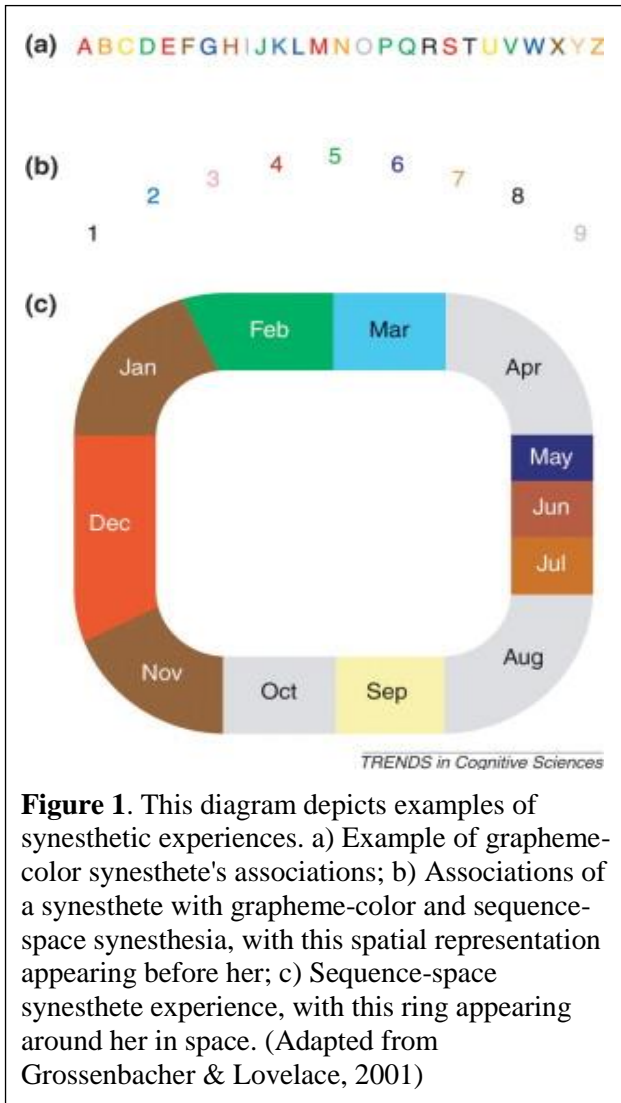 (a) ABCDEFGHIJKLMNOPQRSTUVWXYZ
(b) 1 2 3 4 5 6 7 8 9
(c)
Jan Feb Mar Apr
May
Jun
Jul
Dec
Nov Oct Sep Aug
TRENDS in Cognitive Sciences
Figure 1. This diagram depicts examples of
synesthetic experiences. a) Example of grapheme-
color synesthete's associations; b) Associations of
a synesthete with grapheme-color and sequence-
space synesthesia, with this spatial representation
appearing before her; c) Sequence-space
synesthete experience, with this ring appearing
around her in space. (Adapted from
Grossenbacher & Lovelace, 2001)